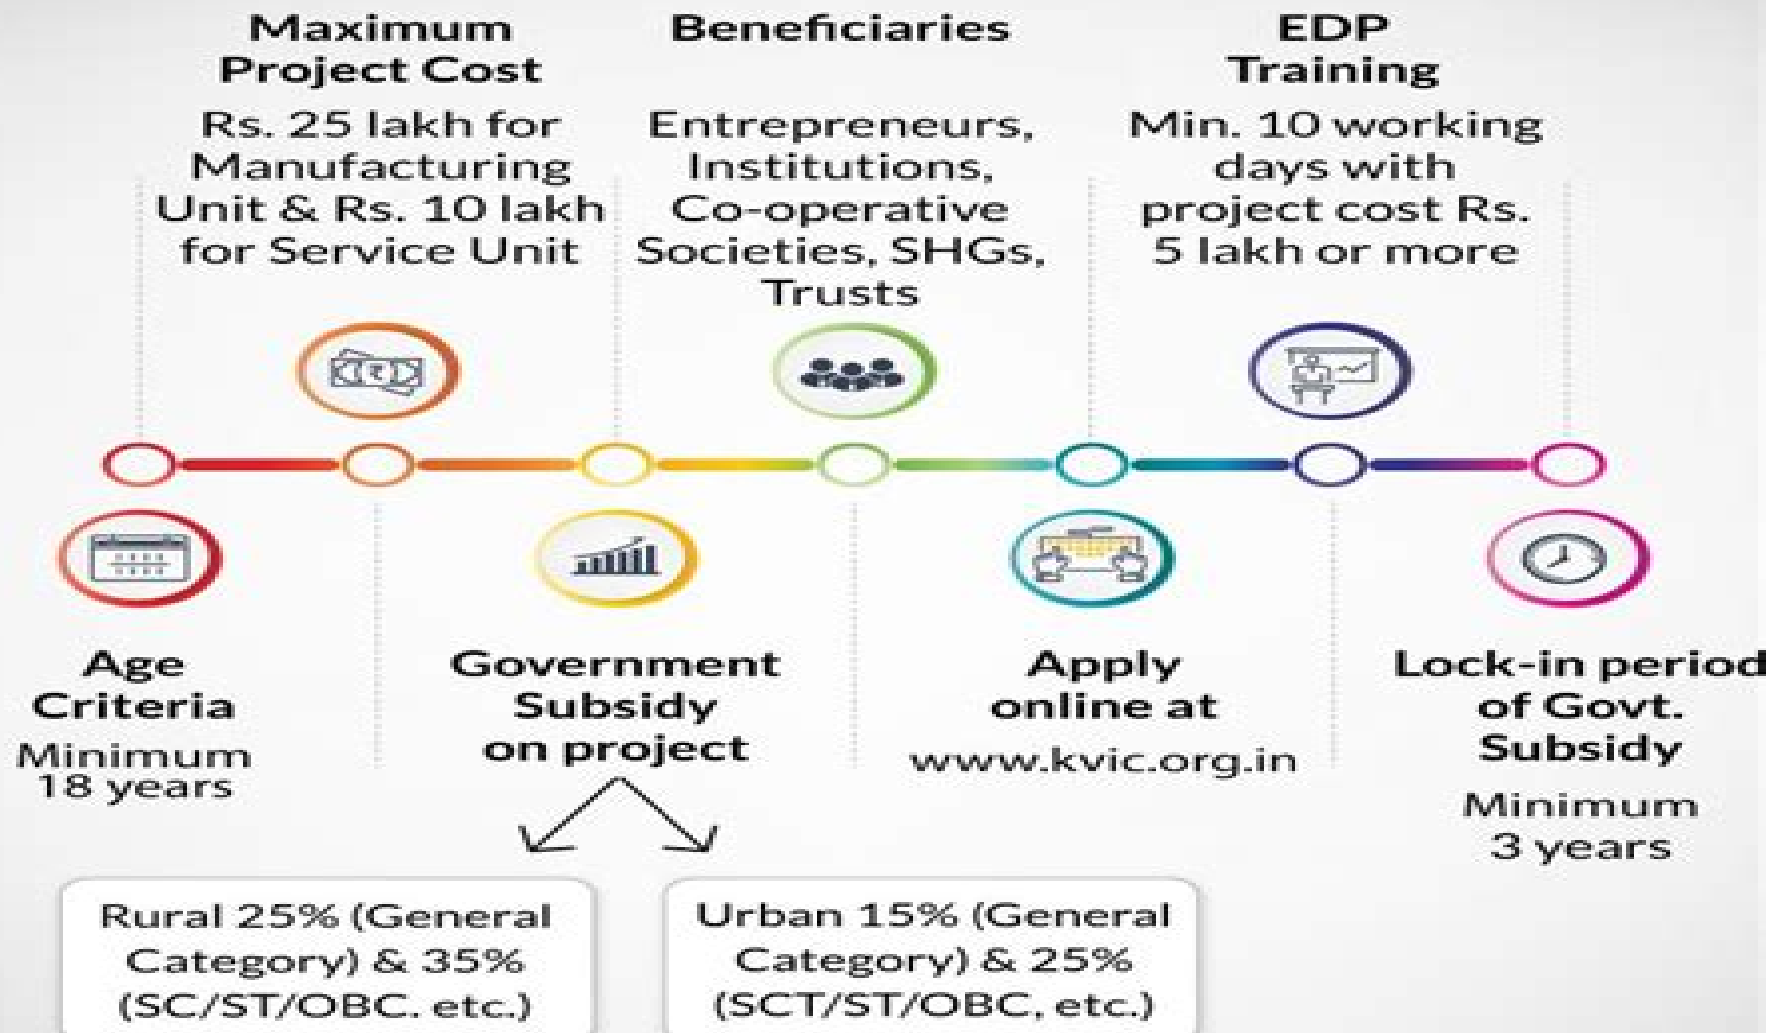 Maximum
Project Cost
Rs. 25 lakh for
Manufacturing
Unit & Rs. 10 lakh
for Service Unit
Beneficiaries
Entrepreneurs,
Institutions,
Co-operative
Societies, SHGs,
Trusts
EDP
Training
Min. 10 working
days with
project cost Rs.
5 lakh or more
₹
Age
Criteria
Minimum
18 years
Government
Subsidy
on project
Rural 25% (General
Category) & 35%
(SC/ST/OBC. etc.)
Urban 15% (General
Category) & 25%
(SCT/ST/OBC, etc.)
Apply
online at
www.kvic.org.in
Lock-in period
of Govt.
Subsidy
Minimum
3 years